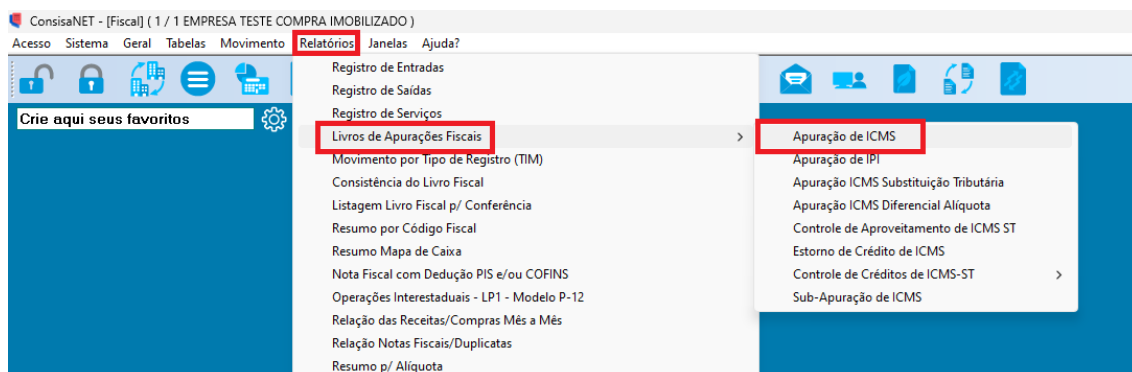 ConsisaNET - [Fiscal] ( 1 / 1 EMPRESA TESTE COMPRA IMOBILIZADO )
Acesso Sistema Geral Tabelas Movimento Relatórios Janelas Ajuda?
Crie aqui seus favoritos
Registro de Entradas
Registro de Saídas
Registro de Serviços
Livros de Apurações Fiscais
Movimento por Tipo de Registro (TIM)
Consistência do Livro Fiscal
Listagem Livro Fiscal p/ Conferência
Resumo por Código Fiscal
Resumo Mapa de Caixa
Nota Fiscal com Dedução PIS e/ou COFINS
Operações Interestaduais - LP1 - Modelo P-12
Relação das Receitas/Compras Mês a Mês
Relação Notas Fiscais/Duplicatas
Resumo p/ Alíquota
Apuração de ICMS
Apuração de IPI
Apuração ICMS Substituição Tributária
Apuração ICMS Diferencial Alíquota
Controle de Aproveitamento de ICMS ST
Estorno de Crédito de ICMS
Controle de Créditos de ICMS-ST
Sub-Apuração de ICMS